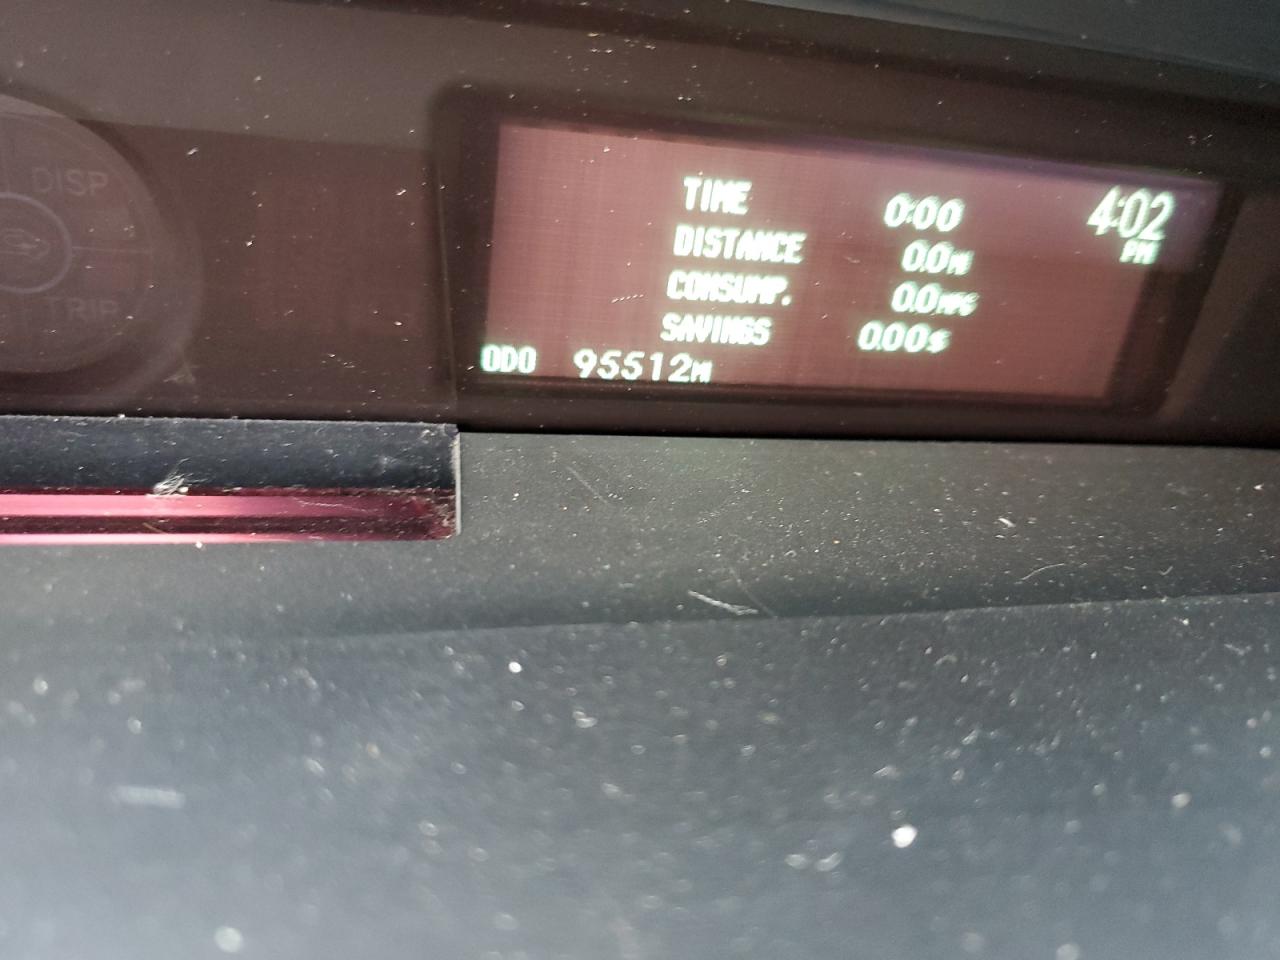 DISP
TRIP
TIME 0:00 4:02
PM
DISTANCE 0.0M
CONSUMP. 0.0MPG
SAVINGS 0.00$
ODO 95512M